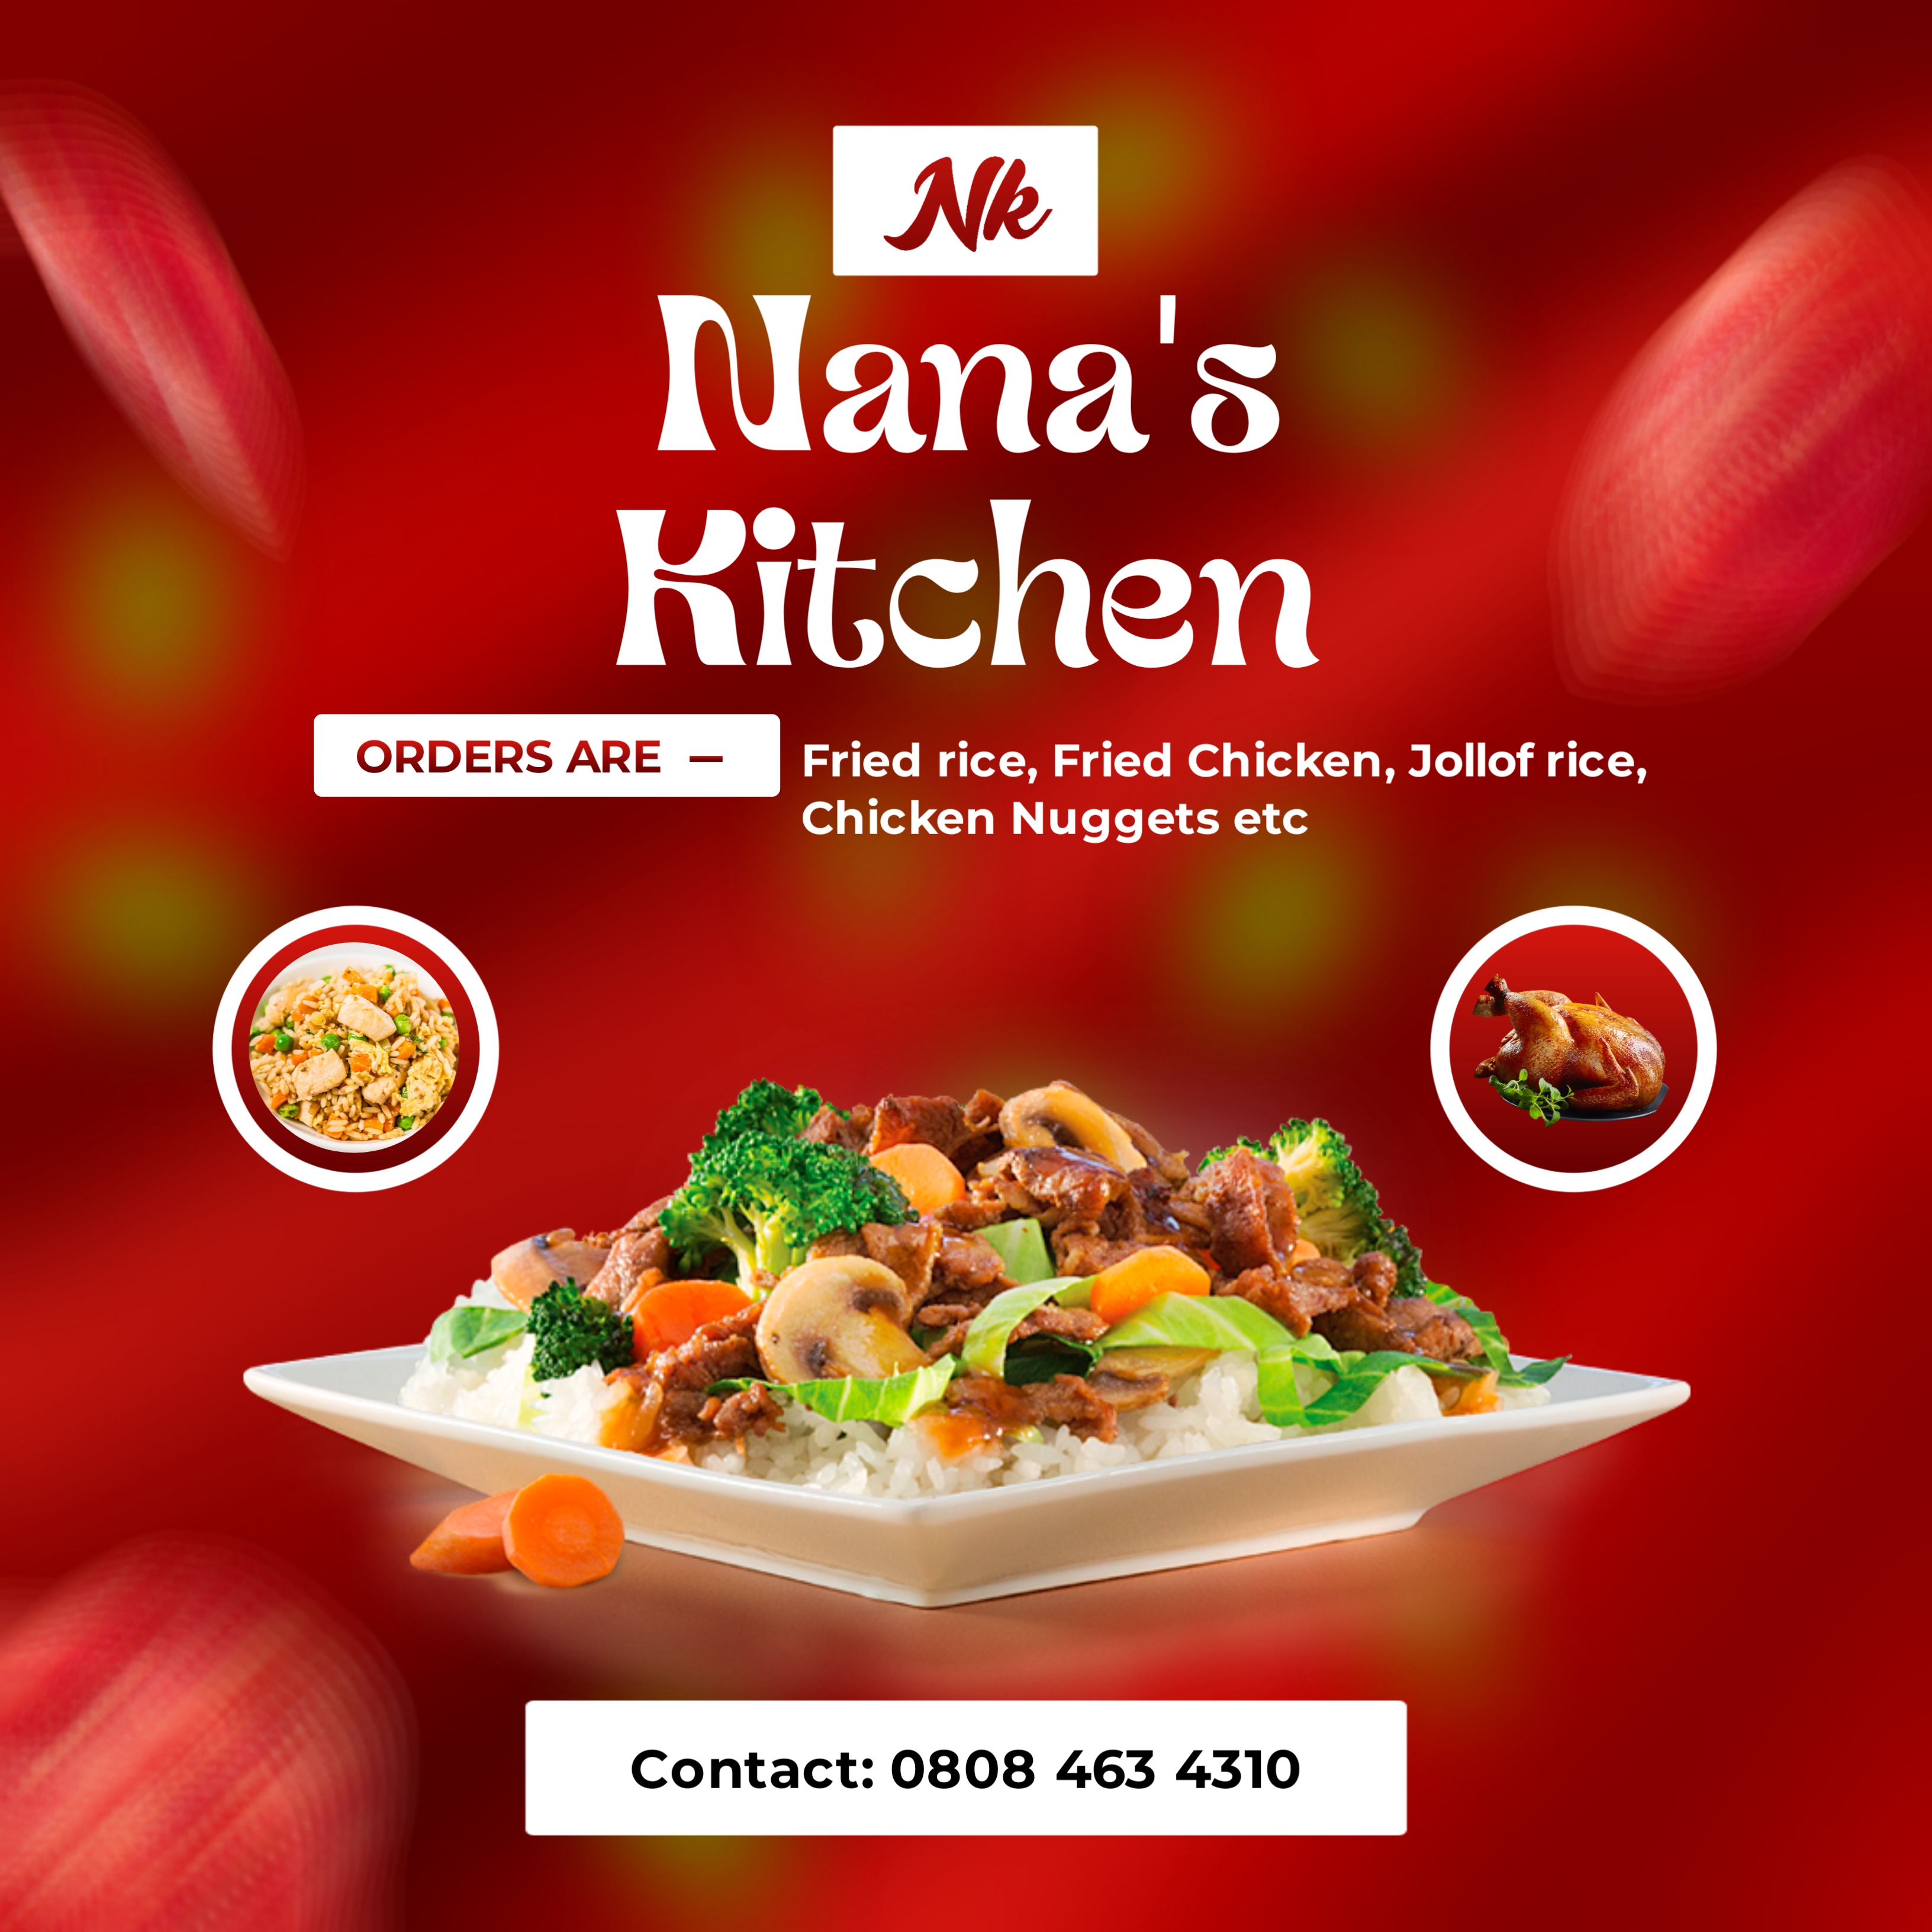 Nk
Nana's
Kitchen
ORDERS ARE –
Fried rice, Fried Chicken, Jollof rice,
Chicken Nuggets etc
Contact: 0808 463 4310